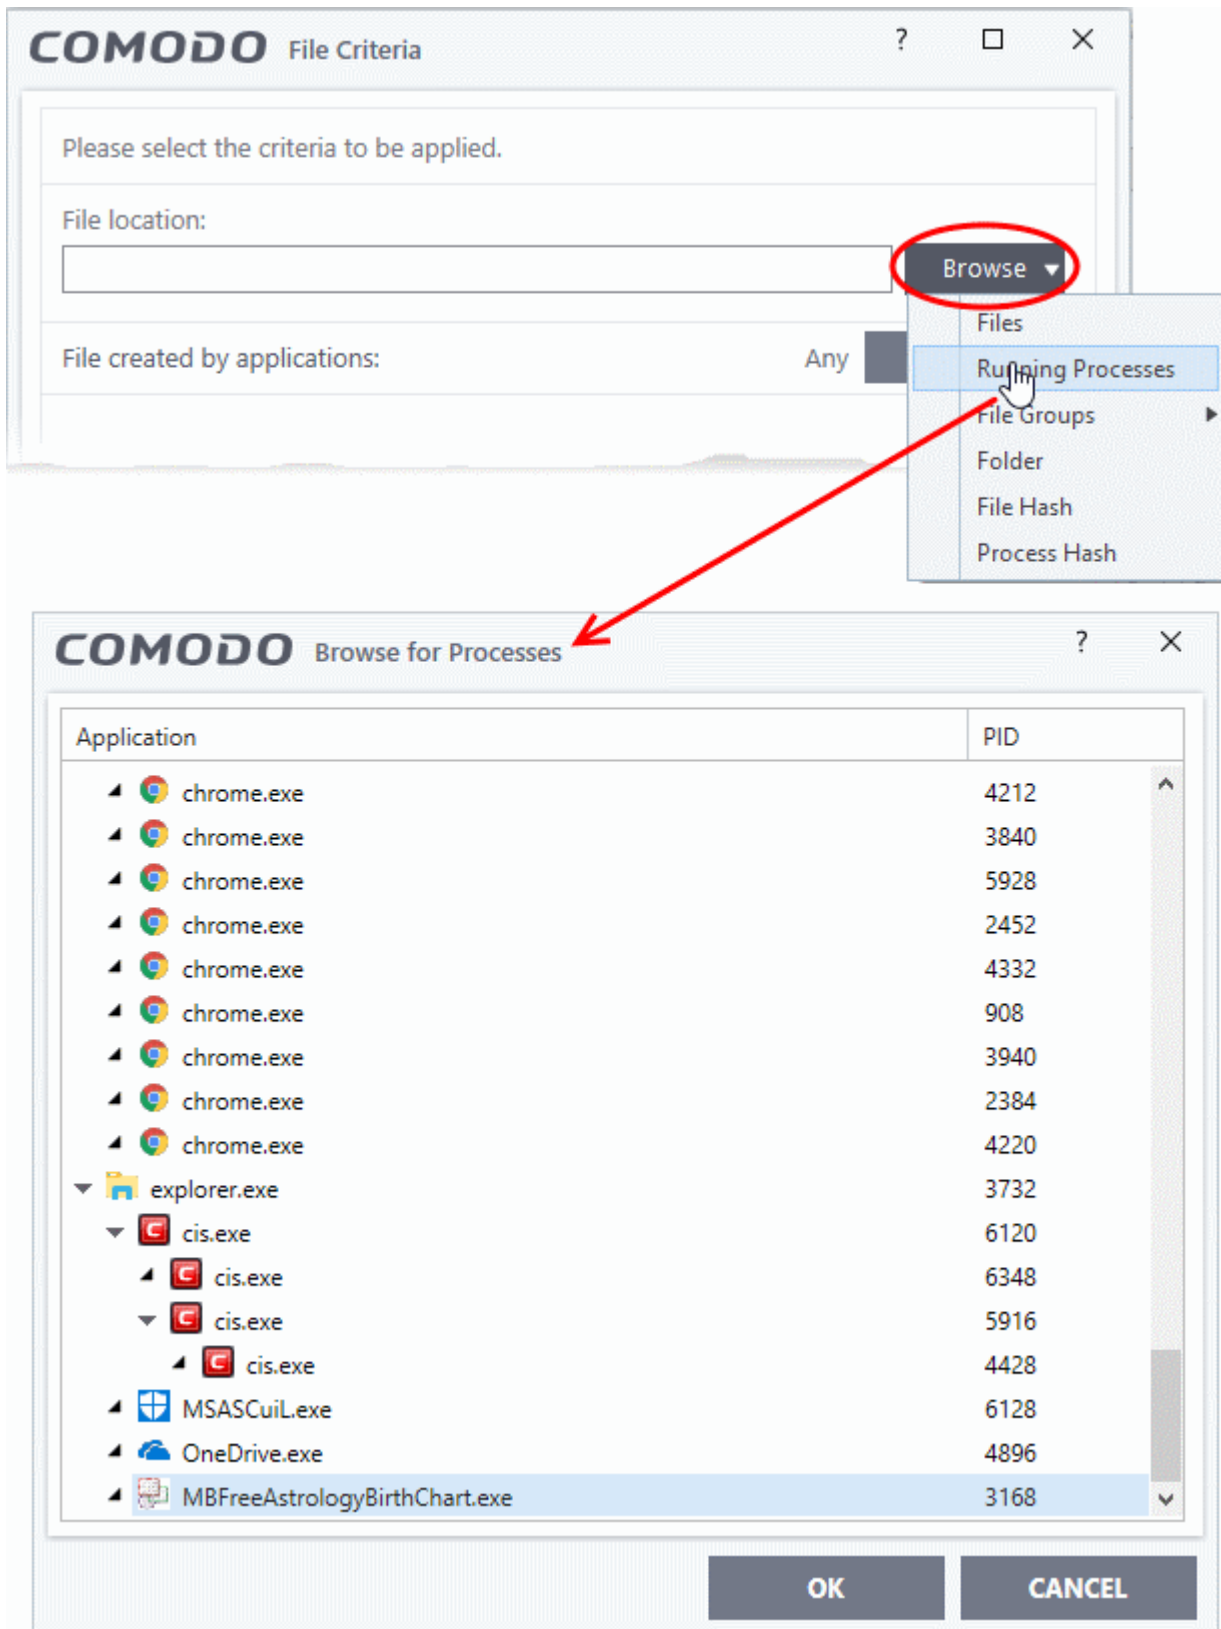 COMODO File Criteria ?
Please select the criteria to be applied.
File location:
Browse
Files
File created by applications: Any
Running Processes
File Groups
Folder
File Hash
Process Hash
COMODO Browse for Processes ?
Application PID
chrome.exe 4212
chrome.exe 3840
chrome.exe 5928
chrome.exe 2452
chrome.exe 4332
chrome.exe 908
chrome.exe 3940
chrome.exe 2384
chrome.exe 4220
explorer.exe 3732
C cis.exe 6120
C cis.exe 6348
C cis.exe 5916
C cis.exe 4428
MSASCuiL.exe 6128
OneDrive.exe 4896
MBFreeAstrologyBirthChart.exe 3168
OK CANCEL